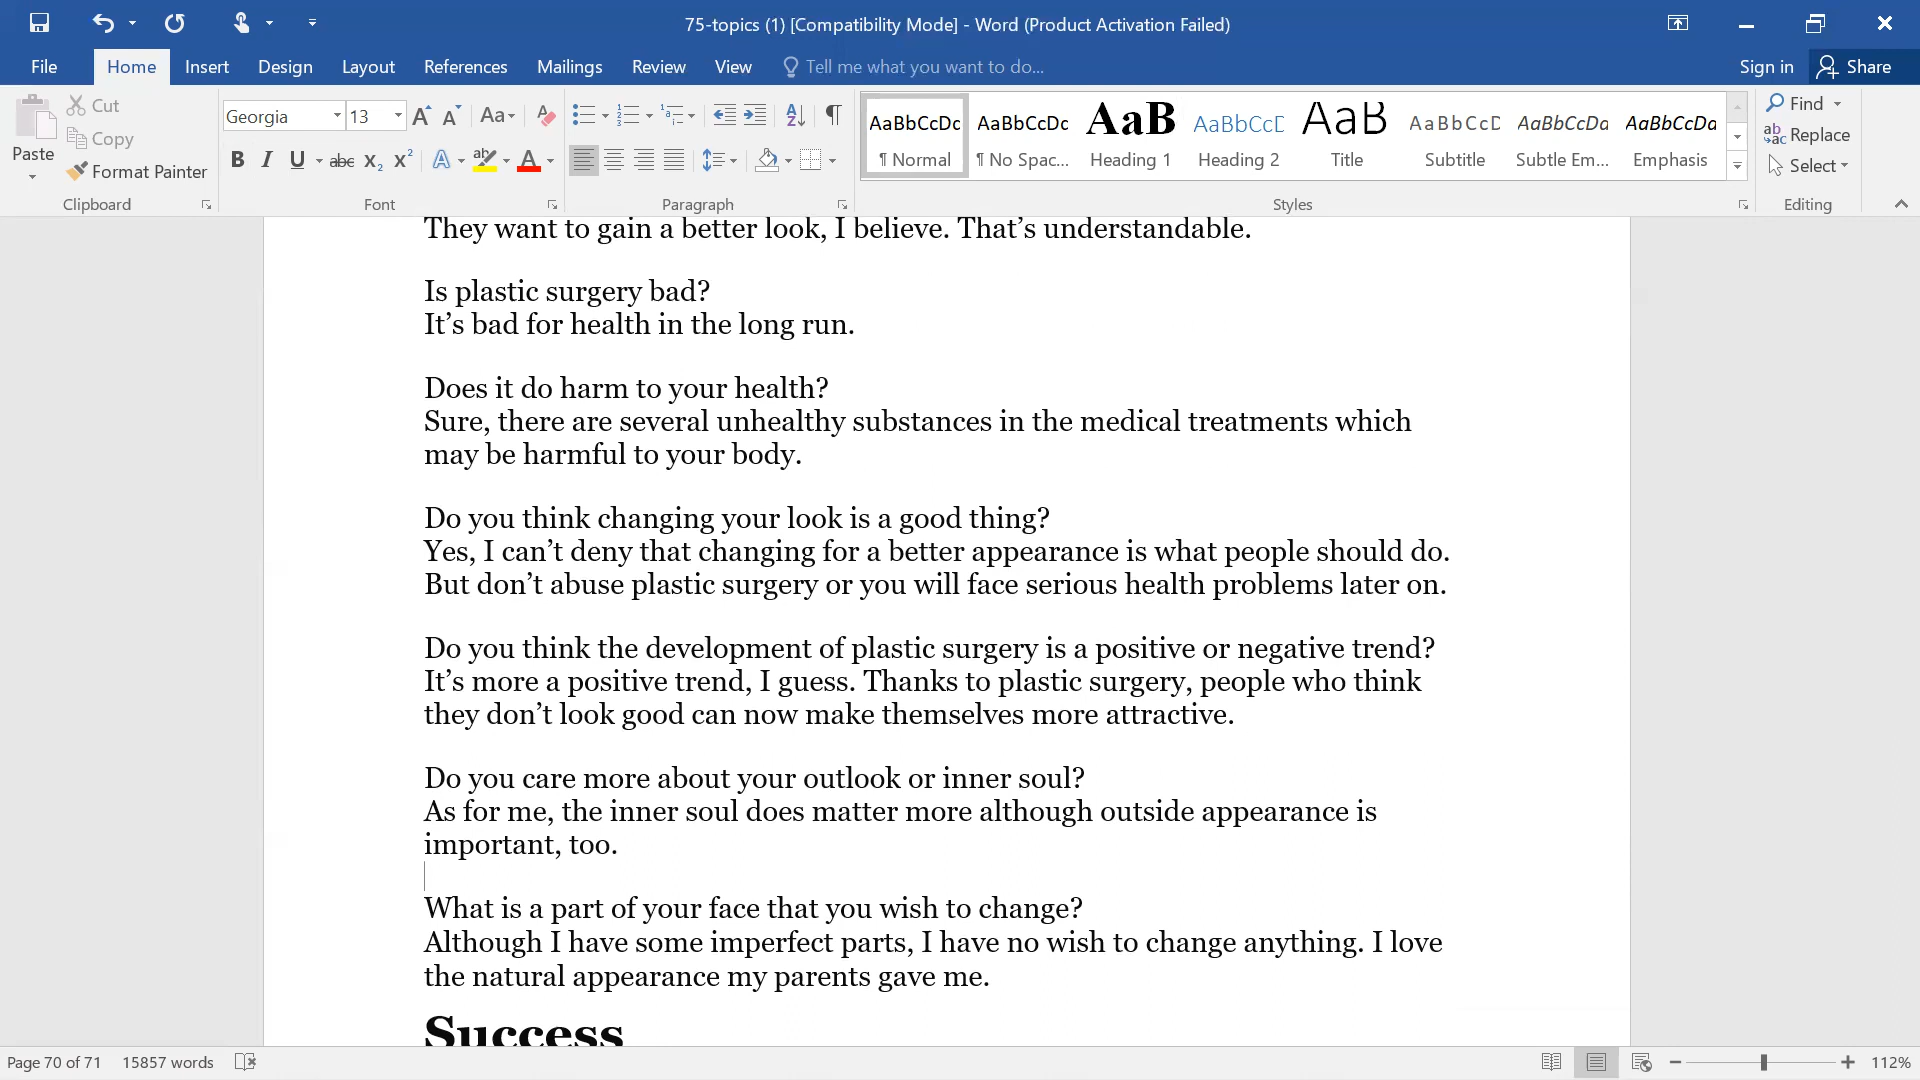 75-topics (1) [Compatibility Mode] - Word (Product Activation Failed)
File Home Insert Design Layout References Mailings Review View Tell me what you want to do... Sign in Share
Paste
Cut
Copy
Format Painter
Clipboard
Georgia 13 Aa
B I U abc X₂ X² A ab A
Font
¶
Paragraph
AaBbCcDc AaBbCcDc AaB AaBbCcD AaB AaBbCcD AaBbCcDd AaBbCcDd
¶ Normal ¶ No Spac... Heading 1 Heading 2 Title Subtitle Subtle Em... Emphasis
Styles
Find
Replace
Select
Editing
They want to gain a better look, I believe. That’s understandable.
Is plastic surgery bad?
It’s bad for health in the long run.
Does it do harm to your health?
Sure, there are several unhealthy substances in the medical treatments which
may be harmful to your body.
Do you think changing your look is a good thing?
Yes, I can’t deny that changing for a better appearance is what people should do.
But don’t abuse plastic surgery or you will face serious health problems later on.
Do you think the development of plastic surgery is a positive or negative trend?
It’s more a positive trend, I guess. Thanks to plastic surgery, people who think
they don’t look good can now make themselves more attractive.
Do you care more about your outlook or inner soul?
As for me, the inner soul does matter more although outside appearance is
important, too.
What is a part of your face that you wish to change?
Although I have some imperfect parts, I have no wish to change anything. I love
the natural appearance my parents gave me.
Success
Page 70 of 71 15857 words 112%